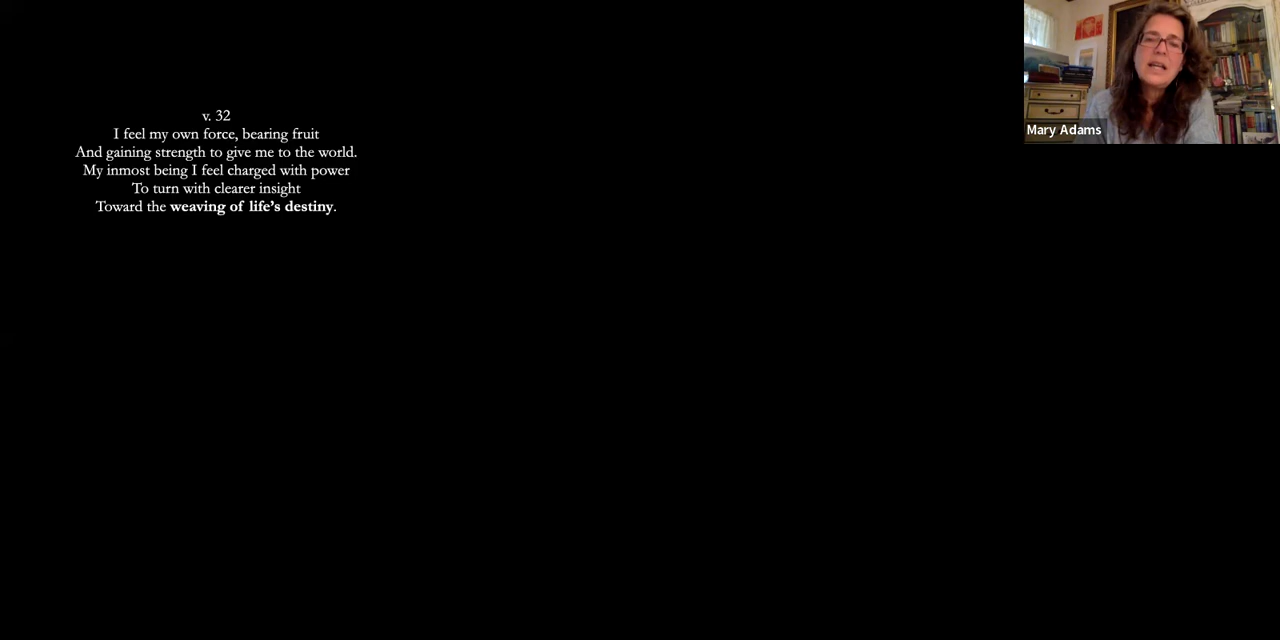 v. 32
I feel my own force, bearing fruit
And gaining strength to give me to the world.
My inmost being I feel charged with power
To turn with clearer insight
Toward the weaving of life’s destiny.
Mary Adams